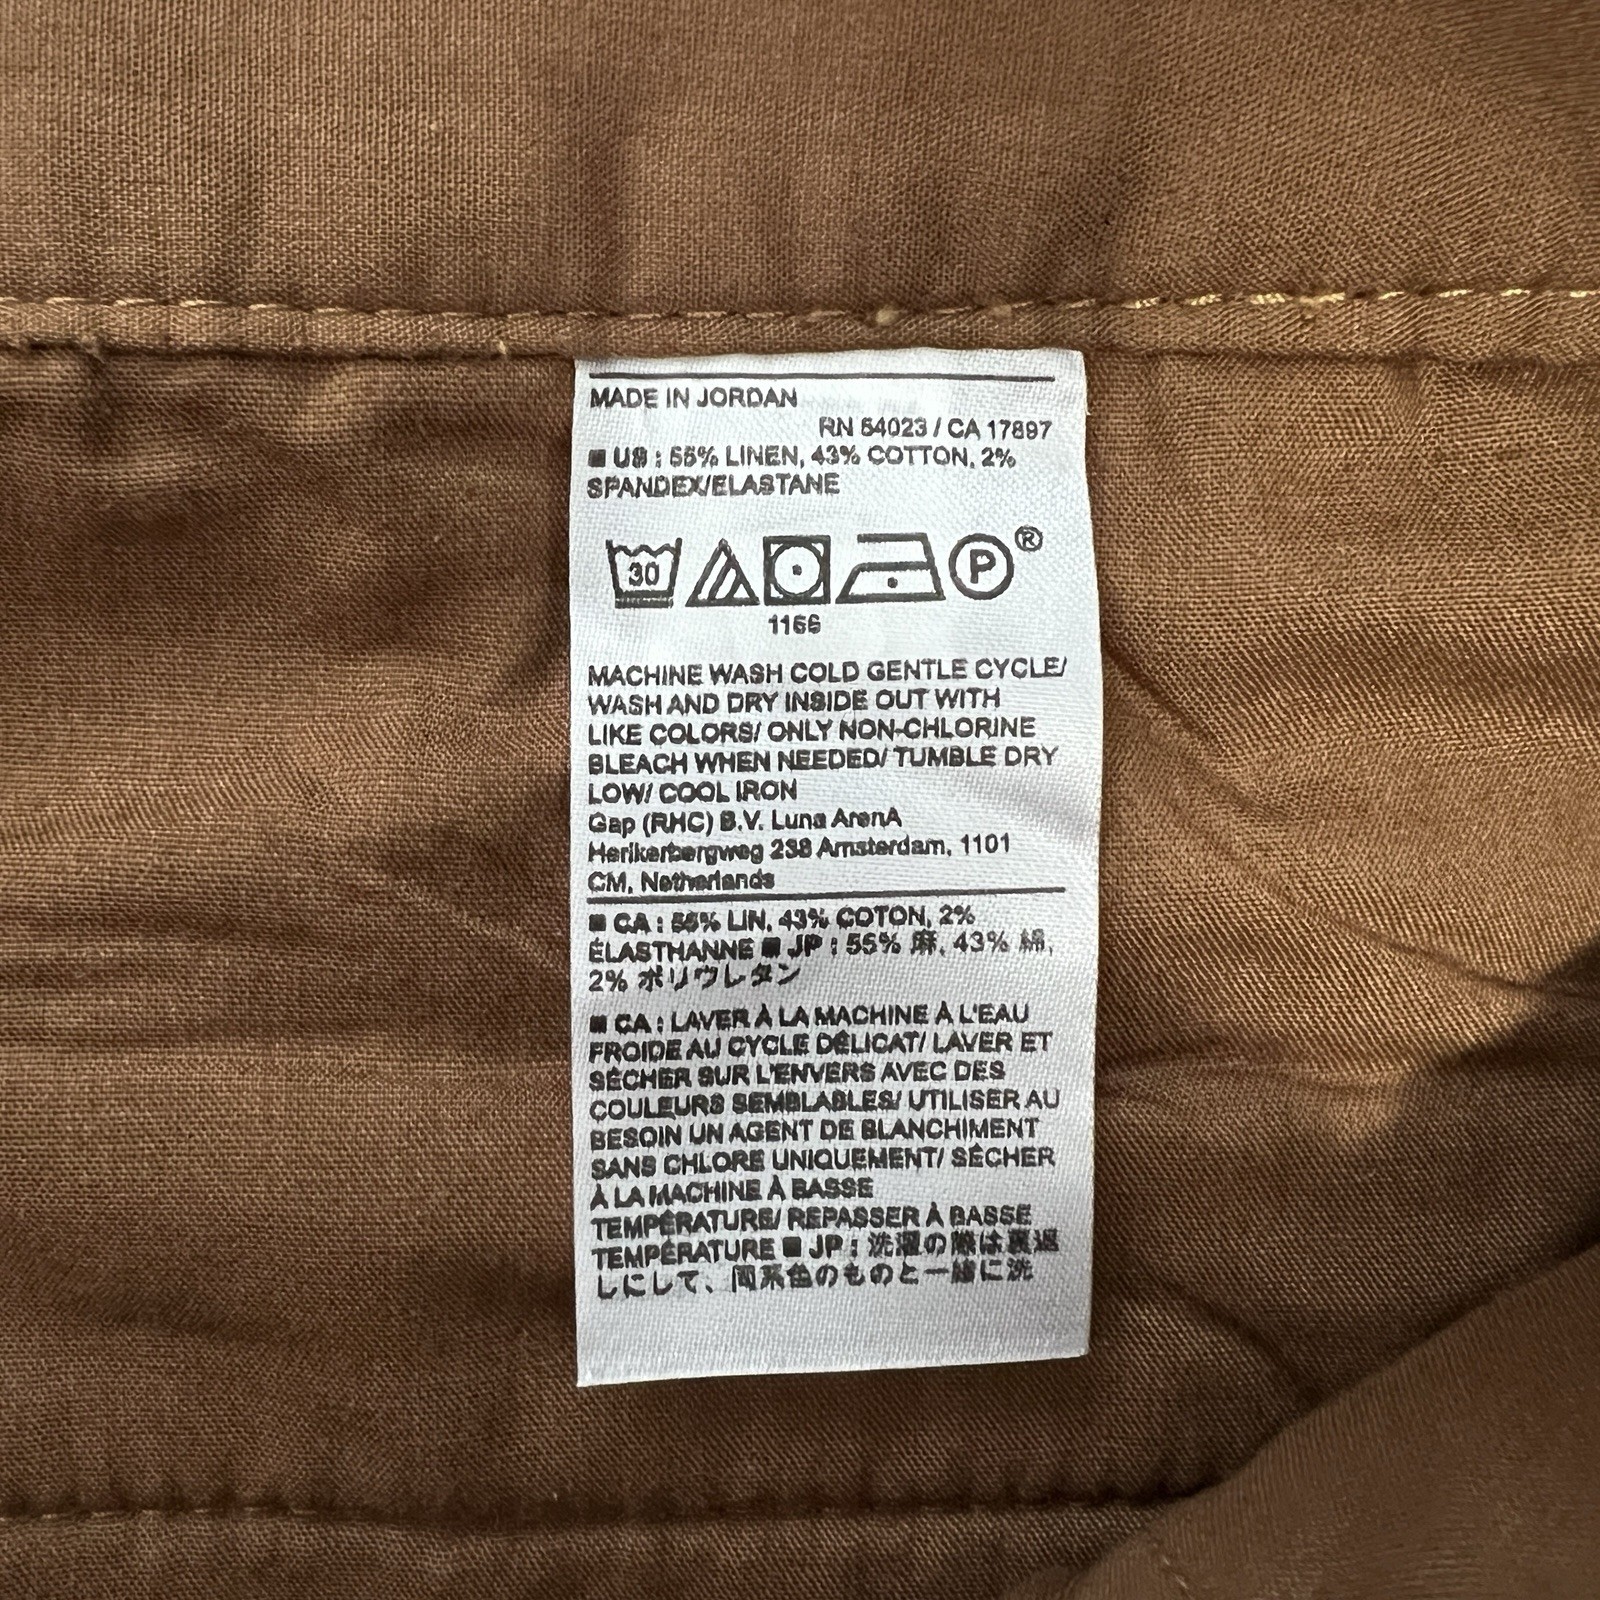 MADE IN JORDAN
RN 54023 / CA 17897
■ US : 55% LINEN, 43% COTTON, 2%
SPANDEX/ELASTANE
30 P ®
1166
MACHINE WASH COLD GENTLE CYCLE/
WASH AND DRY INSIDE OUT WITH
LIKE COLORS/ ONLY NON-CHLORINE
BLEACH WHEN NEEDED/ TUMBLE DRY
LOW/ COOL IRON
Gap (RHC) B.V. Luna ArenA
Herikerbergweg 238 Amsterdam, 1101
CM, Netherlands
■ CA : 55% LIN, 43% COTON, 2%
ÉLASTHANNE ■ JP : 55% 麻, 43% 綿,
2% ポリウレタン
■ CA : LAVER À LA MACHINE À L'EAU
FROIDE AU CYCLE DÉLICAT/ LAVER ET
SÉCHER SUR L'ENVERS AVEC DES
COULEURS SEMBLABLES/ UTILISER AU
BESOIN UN AGENT DE BLANCHIMENT
SANS CHLORE UNIQUEMENT/ SÉCHER
À LA MACHINE À BASSE
TEMPÉRATURE/ REPASSER À BASSE
TEMPÉRATURE ■ JP : 洗濯の際は裏返
しにして、同系色のものと一緒に洗